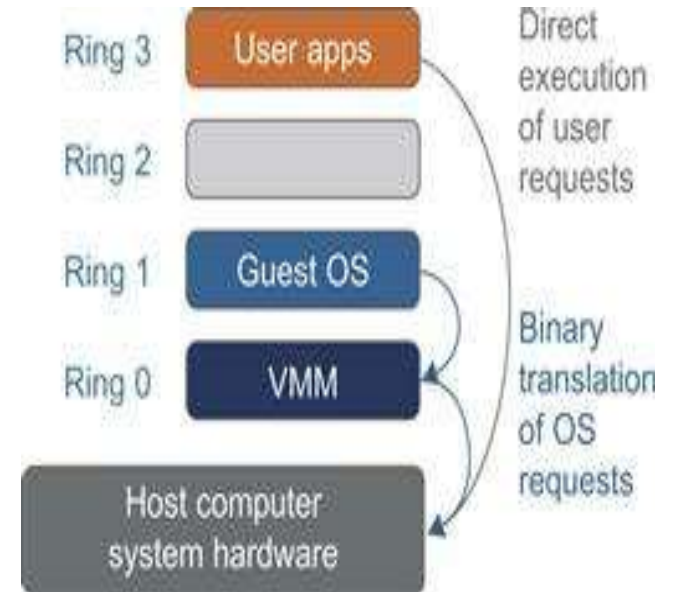 Ring 3
User apps
Direct
execution
of user
requests
Ring 2
Ring 1
Guest OS
Ring 0
VMM
Binary
translation
of OS
requests
Host computer
system hardware